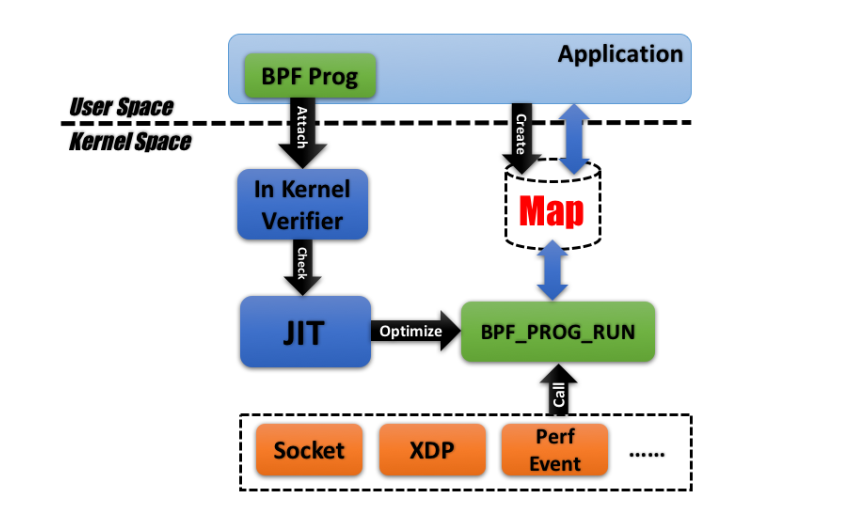 Application
BPF Prog
User Space
Kernel Space
Attach
Create
In Kernel
Verifier
Map
Check
JIT
Optimize
BPF_PROG_RUN
Call
Socket
XDP
Perf
Event
......